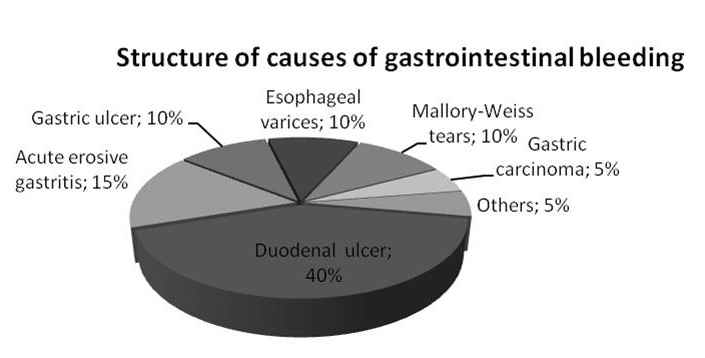 Structure of causes of gastrointestinal bleeding
Esophageal
varices; 10%
Gastric ulcer; 10%
Mallory-Weiss
tears; 10%
Gastric
carcinoma; 5%
Acute erosive
gastritis; 15%
Others; 5%
Duodenal ulcer;
40%